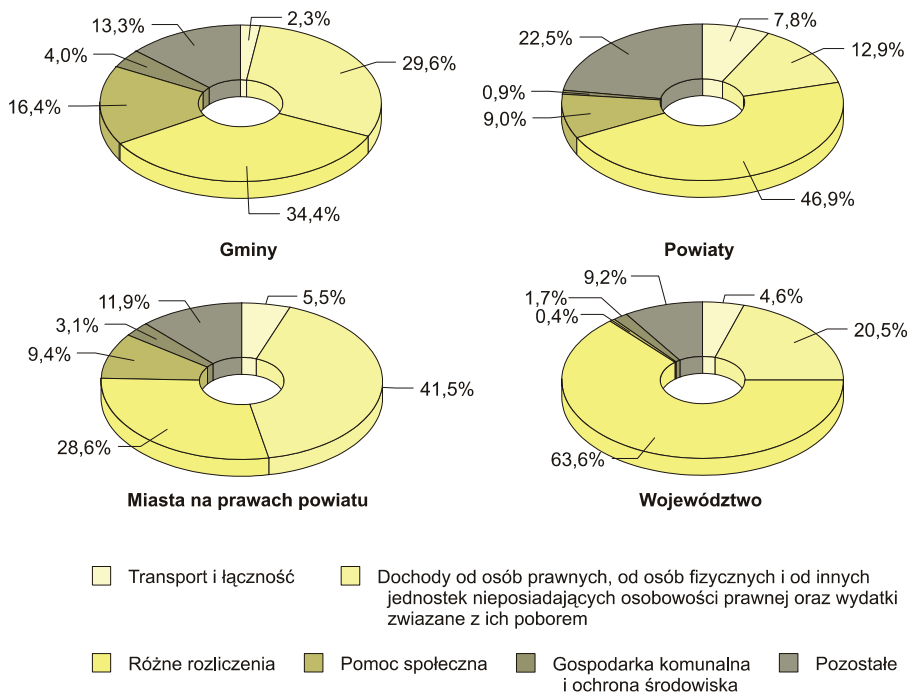 2,3%
13,3%
4,0%
29,6%
16,4%
34,4%
Gminy
7,8%
22,5%
12,9%
0,9%
9,0%
46,9%
Powiaty
5,5%
11,9%
3,1%
9,4%
41,5%
28,6%
Miasta na prawach powiatu
9,2%
4,6%
1,7%
0,4%
20,5%
63,6%
Województwo
Transport i łączność
Dochody od osób prawnych, od osób fizycznych i od innych
jednostek nieposiadających osobowości prawnej oraz wydatki
zwiazane z ich poborem
Różne rozliczenia
Pomoc społeczna
Gospodarka komunalna
i ochrona środowiska
Pozostałe